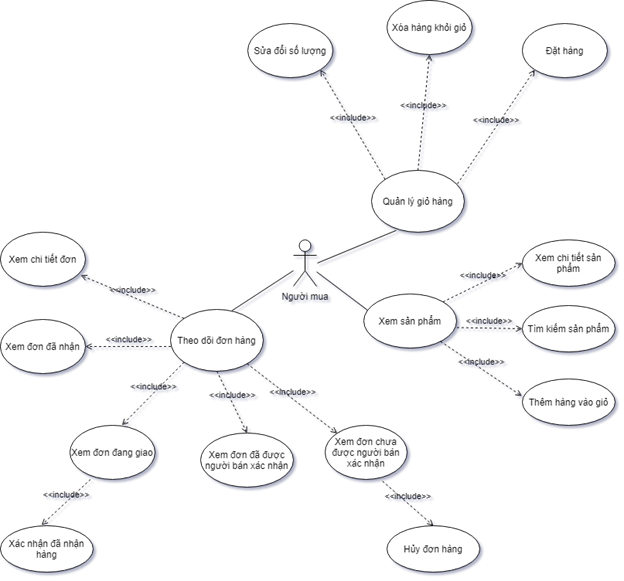 Xóa hàng khỏi giỏ
Sửa đổi số lượng
Đặt hàng
<<include>>
<<include>>
<<include>>
Quản lý giỏ hàng
Người mua
Xem chi tiết sản
phẩm
<<include>>
Xem sản phẩm
<<include>>
Tìm kiếm sản phẩm
<<include>>
Thêm hàng vào giỏ
Xem chi tiết đơn
<<include>>
Theo dõi đơn hàng
<<include>>
Xem đơn đã nhận
<<include>>
<<include>>
<<include>>
Xem đơn đang giao
Xem đơn đã được
người bán xác nhận
Xem đơn chưa
được người bán
xác nhận
<<include>>
<<include>>
Xác nhận đã nhận
hàng
Hủy đơn hàng